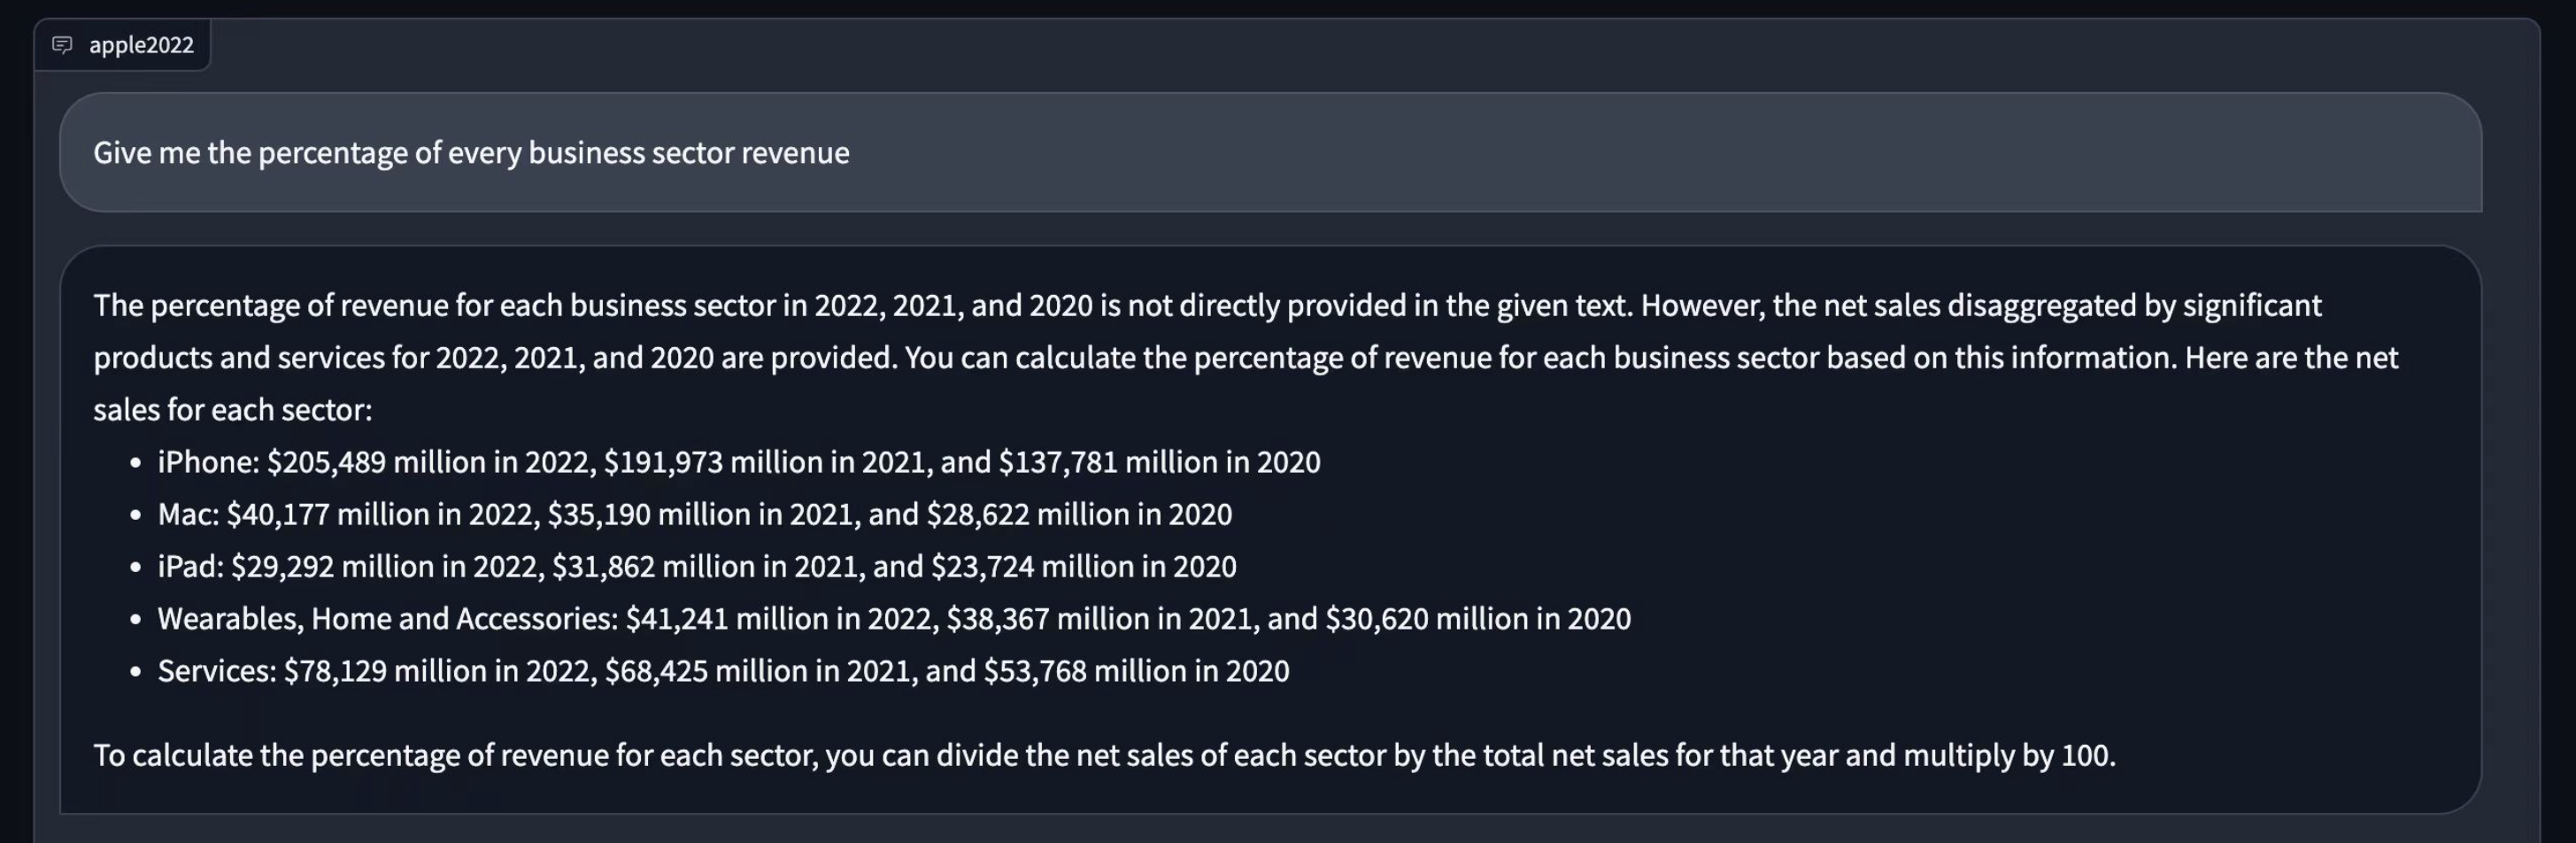 apple2022
Give me the percentage of every business sector revenue
The percentage of revenue for each business sector in 2022, 2021, and 2020 is not directly provided in the given text. However, the net sales disaggregated by significant
products and services for 2022, 2021, and 2020 are provided. You can calculate the percentage of revenue for each business sector based on this information. Here are the net
sales for each sector:
• iPhone: $205,489 million in 2022, $191,973 million in 2021, and $137,781 million in 2020
• Mac: $40,177 million in 2022, $35,190 million in 2021, and $28,622 million in 2020
• iPad: $29,292 million in 2022, $31,862 million in 2021, and $23,724 million in 2020
• Wearables, Home and Accessories: $41,241 million in 2022, $38,367 million in 2021, and $30,620 million in 2020
• Services: $78,129 million in 2022, $68,425 million in 2021, and $53,768 million in 2020
To calculate the percentage of revenue for each sector, you can divide the net sales of each sector by the total net sales for that year and multiply by 100.